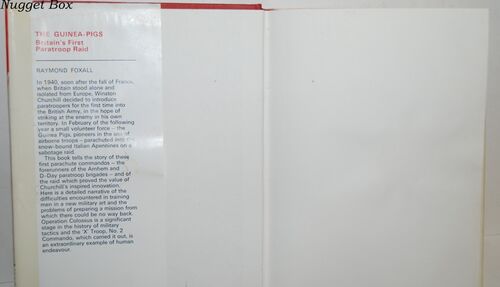 Nugget Box
THE GUINEA-PIGS
Britain's First
Paratroop Raid
RAYMOND FOXALL
In 1940, soon after the fall of France,
when Britain stood alone and
isolated from Europe, Winston
Churchill decided to introduce
paratroopers for the first time into
the British Army, in the hope of
striking at the enemy in his own
territory. In February of the following
year a small volunteer force – the
Guinea Pigs, pioneers in the use of
airborne troops – parachuted into the
snow-bound Italian Apennines on a
sabotage raid.
This book tells the story of these
first parachute commandos – the
forerunners of the Arnhem and
D-Day paratroop brigades – and of
the raid which proved the value of
Churchill's inspired innovation.
Here is a detailed narrative of the
difficulties encountered in training
men in a new military art and the
problems of preparing a mission from
which there could be no way back.
Operation Colossus is a significant
stage in the history of military
tactics and the 'X' Troop, No. 2
Commando, which carried it out, is
an extraordinary example of human
endeavour.